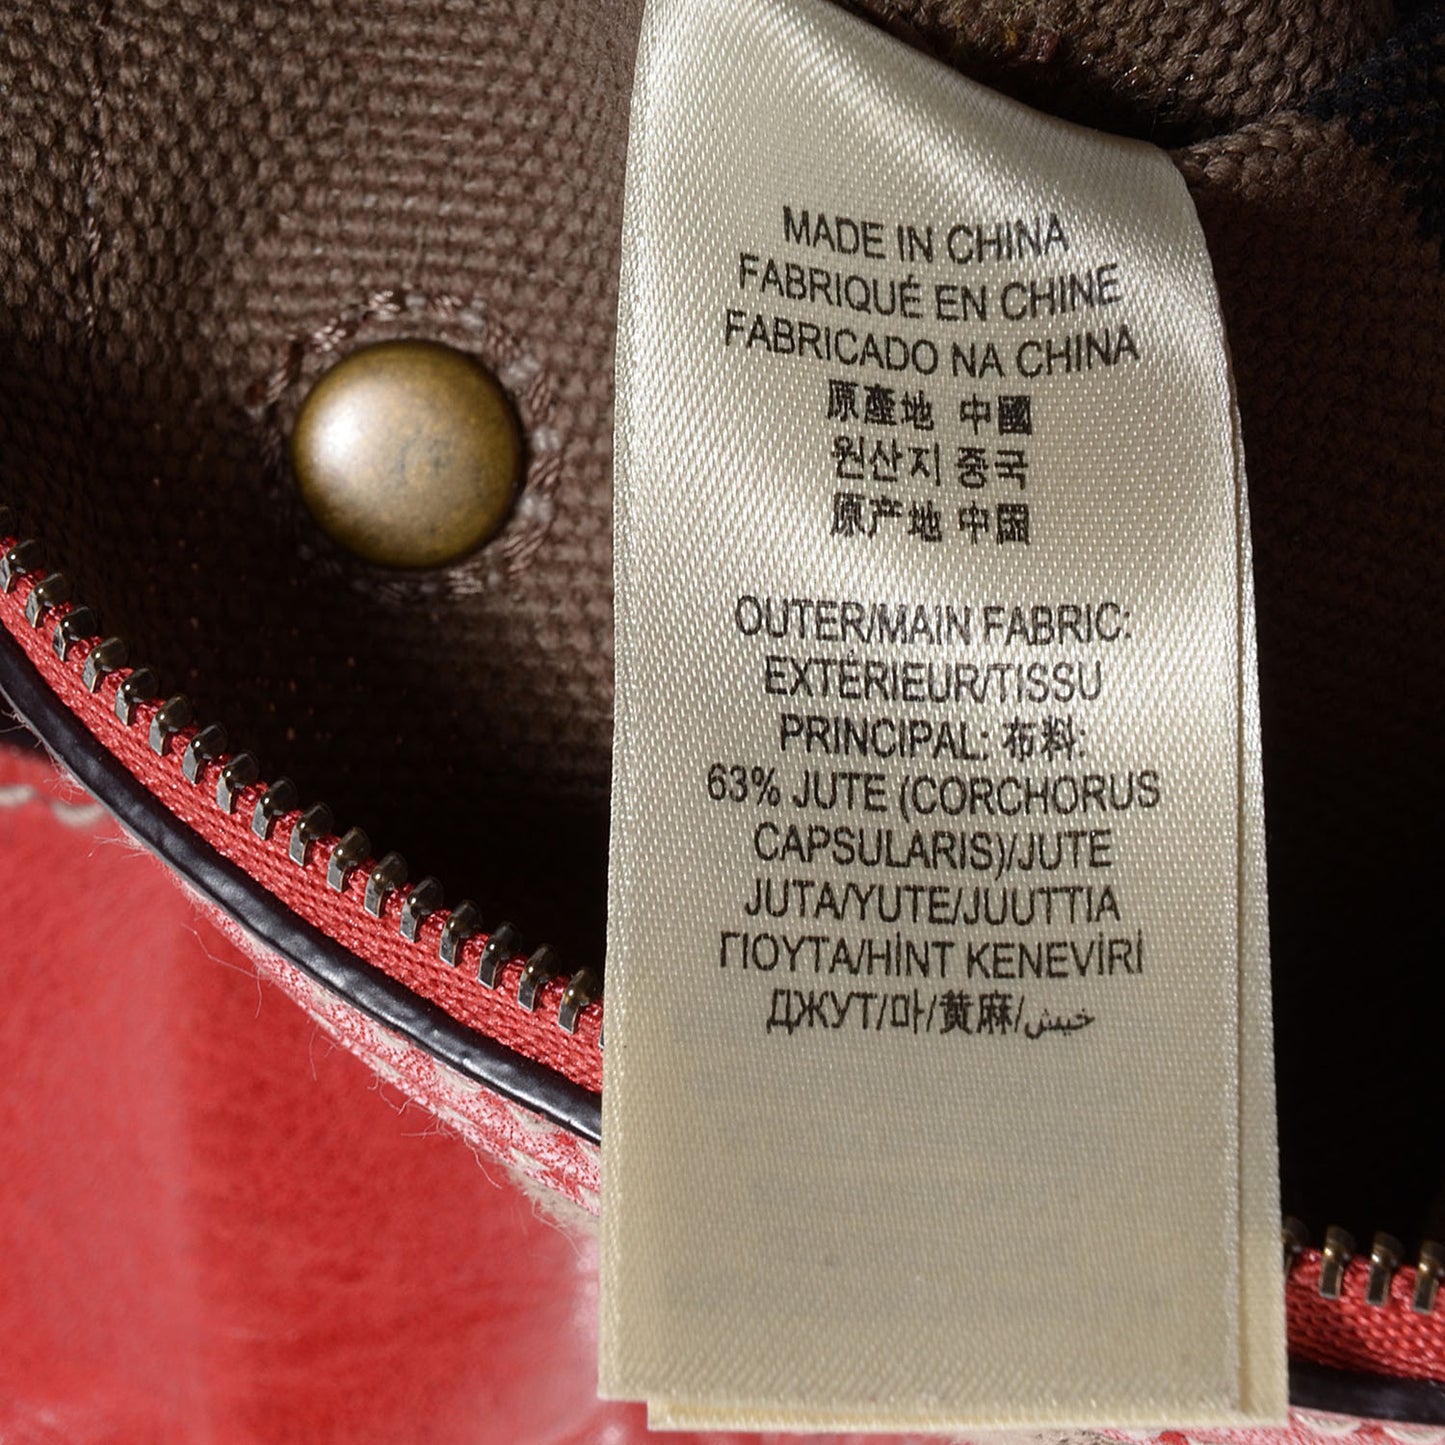 MADE IN CHINA
FABRIQUÉ EN CHINE
FABRICADO NA CHINA
原產地 中國
원산지 중국
原产地 中国
OUTER/MAIN FABRIC:
EXTÉRIEUR/TISSU
PRINCIPAL: 布料:
63% JUTE (CORCHORUS
CAPSULARIS)/JUTE
JUTA/YUTE/JUUTTIA
ΓΙΟΥΤΑ/HİNT KENEVİRİ
ДЖУТ/마/黄麻/خيش